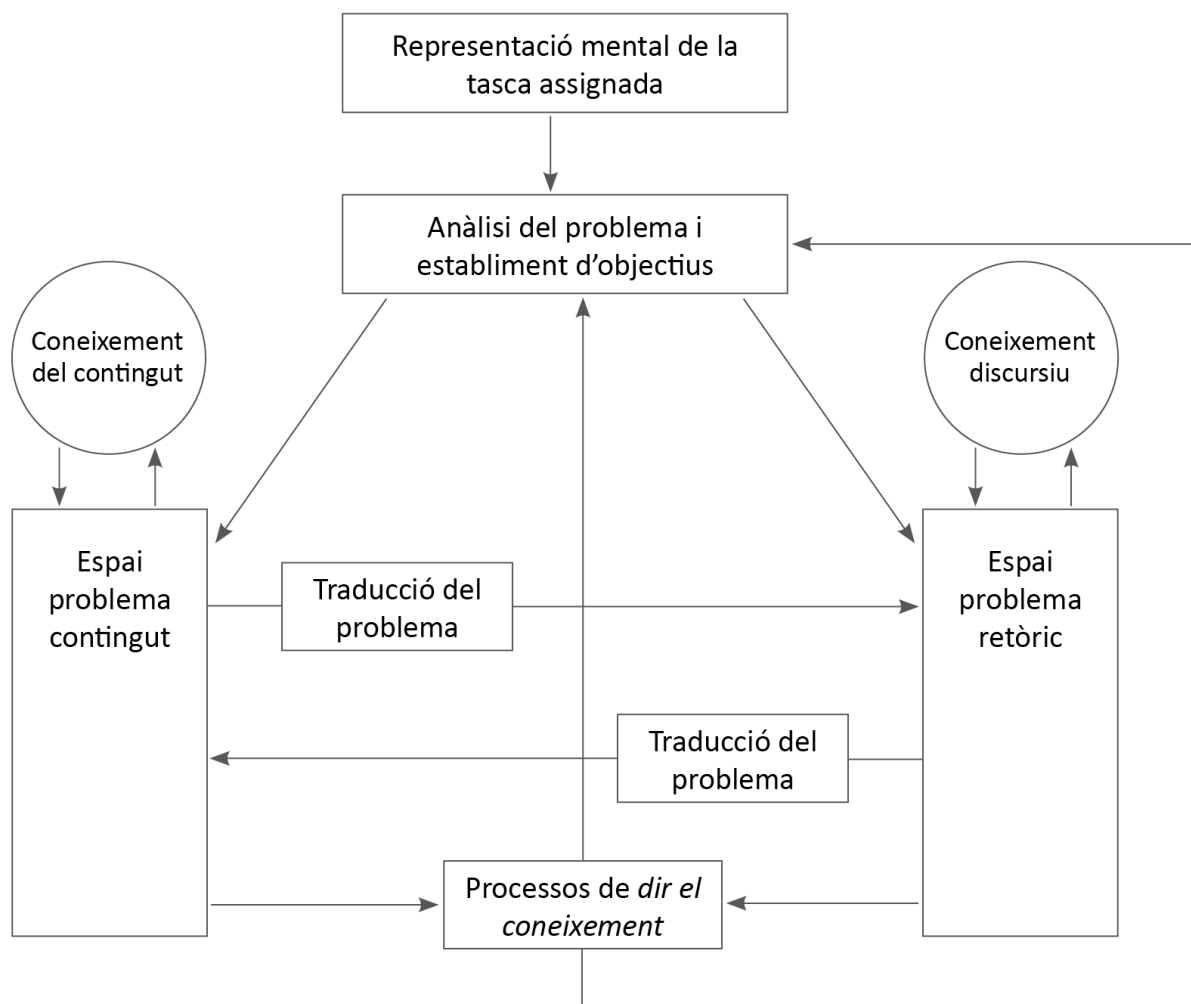 Representació mental de la
tasca assignada
Anàlisi del problema i
establiment d’objectius
Coneixement
del contingut
Coneixement
discursiu
Espai
problema
contingut
Traducció del
problema
Espai
problema
retòric
Traducció del
problema
Processos de dir el
coneixement